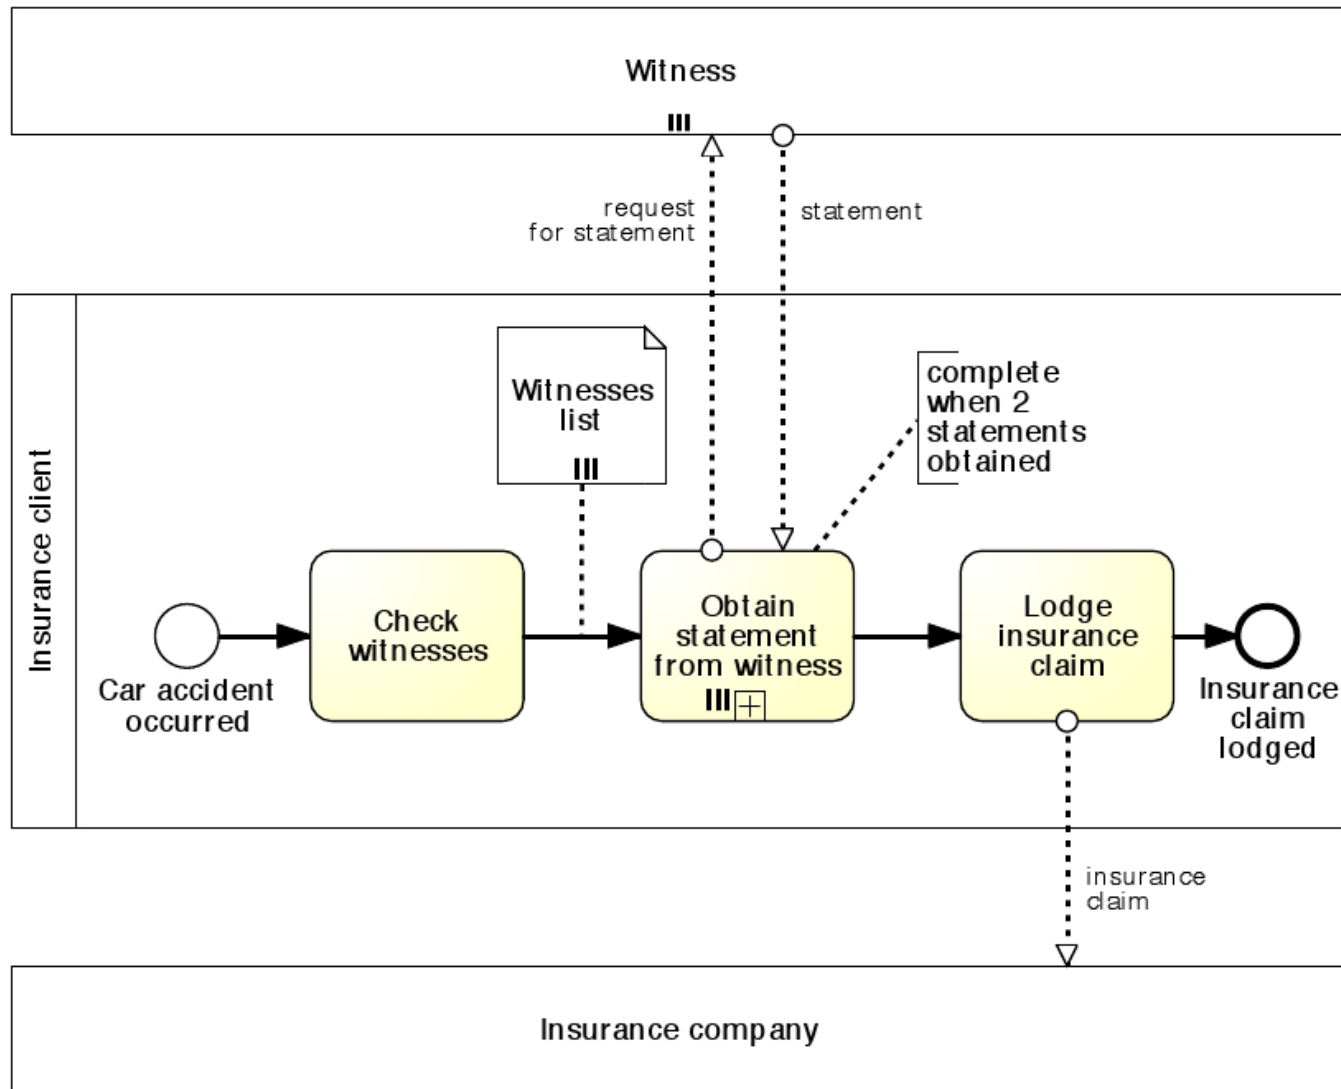 Witness
request
for statement
statement
Insurance client
Witnesses
list
complete
when 2
statements
obtained
Car accident
occurred
Check
witnesses
Obtain
statement
from witness
Lodge
insurance
claim
Insurance
claim
lodged
insurance
claim
Insurance company